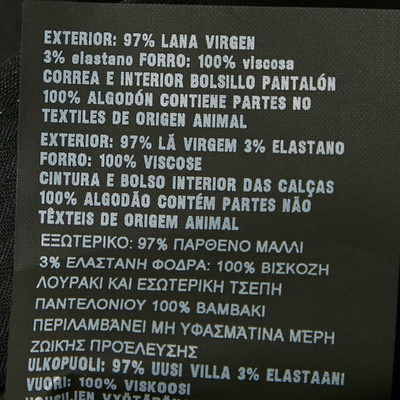 EXTERIOR: 97% LANA VIRGEN
3% elastano FORRO: 100% viscosa
CORREA E INTERIOR BOLSILLO PANTALÓN
100% ALGODÓN CONTIENE PARTES NO
TEXTILES DE ORIGEN ANIMAL
EXTERIOR: 97% LÃ VIRGEM 3% ELASTANO
FORRO: 100% VISCOSE
CINTURA E BOLSO INTERIOR DAS CALÇAS
100% ALGODÃO CONTÉM PARTES NÃO
TÊXTEIS DE ORIGEM ANIMAL
ΕΞΩΤΕΡΙΚΟ: 97% ΠΑΡΘΕΝΟ ΜΑΛΛΙ
3% ΕΛΑΣΤΑΝΗ ΦΟΔΡΑ: 100% ΒΙΣΚΟΖΗ
ΛΟΥΡΑΚΙ ΚΑΙ ΕΣΩΤΕΡΙΚΗ ΤΣΕΠΗ
ΠΑΝΤΕΛΟΝΙΟΥ 100% ΒΑΜΒΑΚΙ
ΠΕΡΙΛΑΜΒΑΝΕΙ ΜΗ ΥΦΑΣΜΑΤΙΝΑ ΜΈΡΗ
ΖΩΙΚΗΣ ΠΡΟΈΛΕΥΣΗΣ
ULKOPUOLI: 97% UUSI VILLA 3% ELASTAANI
VUORI: 100% VISKOOSI